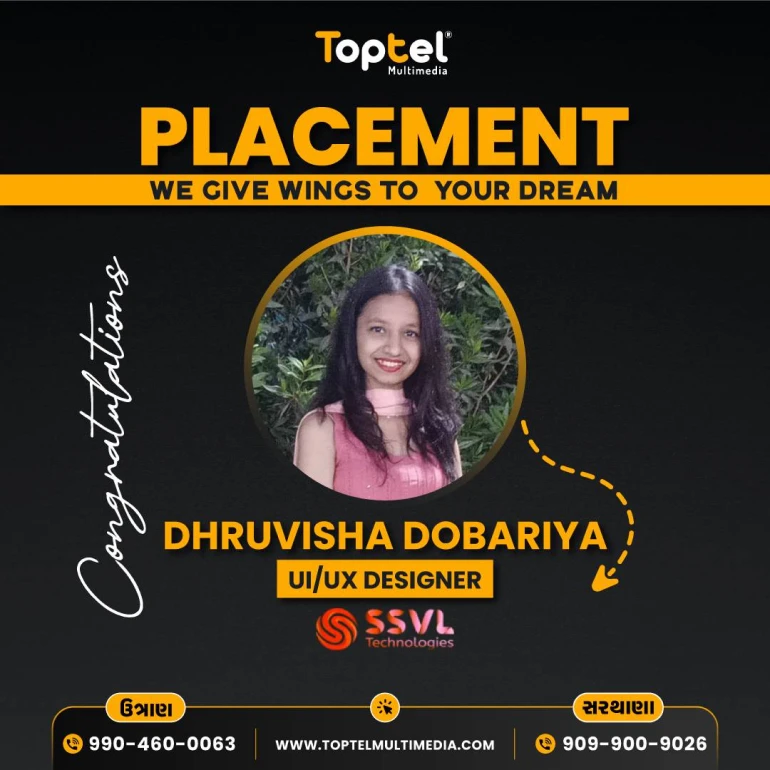 Toptel®
Multimedia
PLACEMENT
WE GIVE WINGS TO YOUR DREAM
Congratulations
DHRUVISHA DOBARIYA
UI/UX DESIGNER
SSVL
Technologies
ઉત્રાણ
સરથાણા
990-460-0063
WWW.TOPTELMULTIMEDIA.COM
909-900-9026